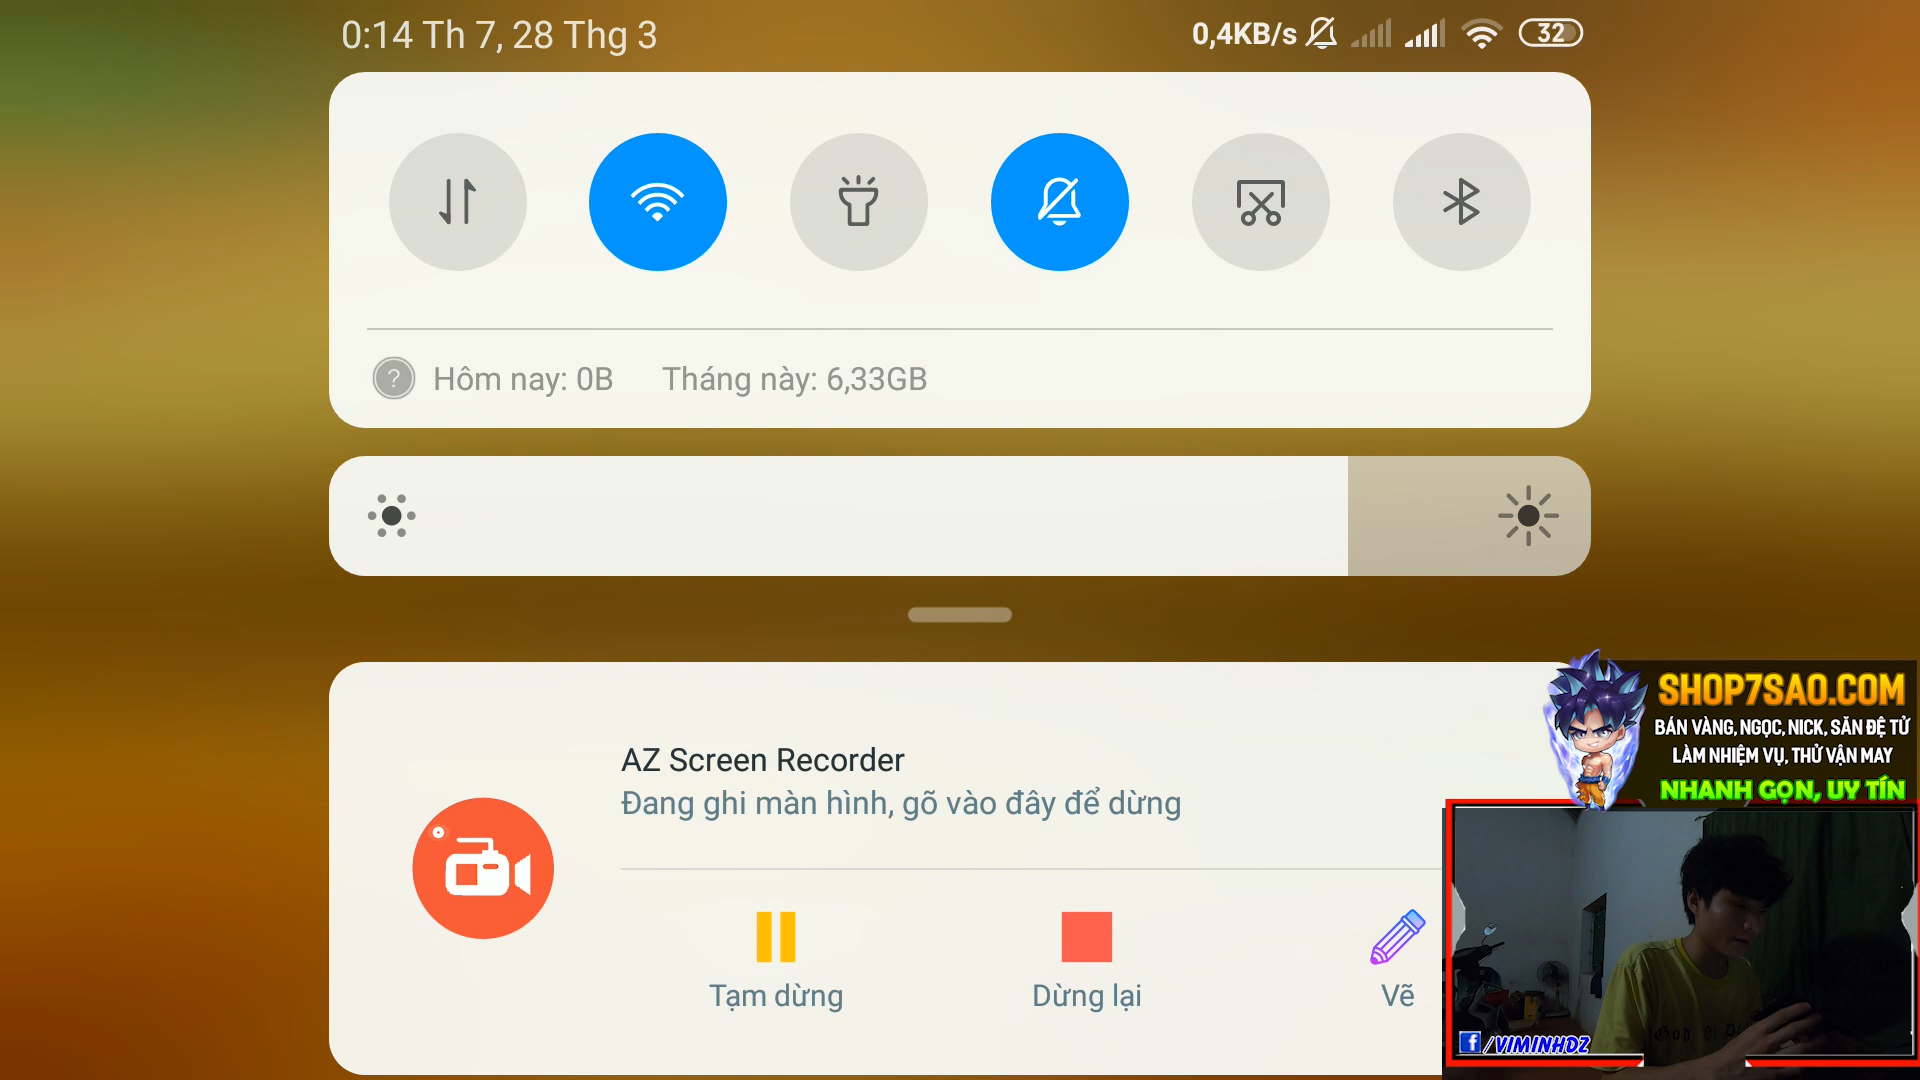 0:14 Th 7, 28 Thg 3
0,4KB/s
32
? Hôm nay: 0B Tháng này: 6,33GB
AZ Screen Recorder
Đang ghi màn hình, gõ vào đây để dừng
Tạm dừng
Dừng lại
Vẽ
SHOP7SAO.COM
BÁN VÀNG, NGỌC, NICK, SĂN ĐỆ TỬ
LÀM NHIỆM VỤ, THỬ VẬN MAY
NHANH GỌN, UY TÍN
f /VIMINHDZ